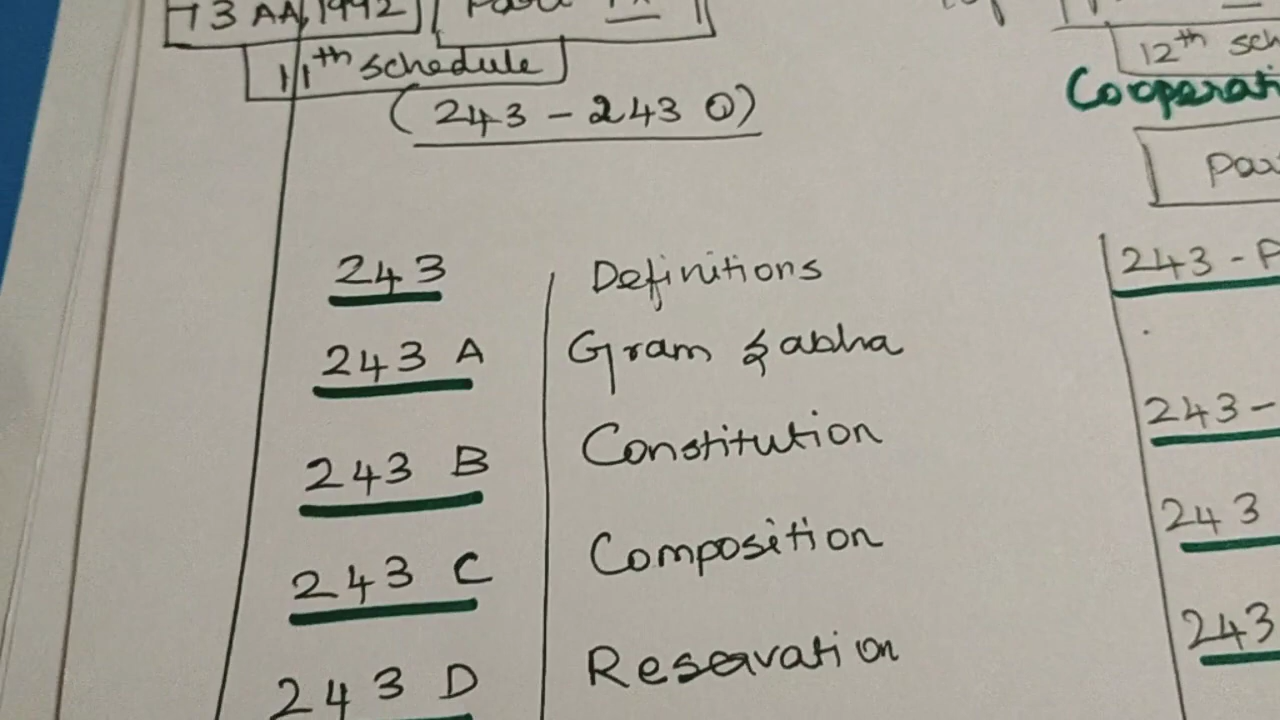 73 AA, 1992
11th schedule
(243 - 243 O)
243 Definitions
243 A Gram Sabha
243 B Constitution
243 C Composition
243 D Reservation
12th sch
Cooperati
243 - P
243 -
243
243